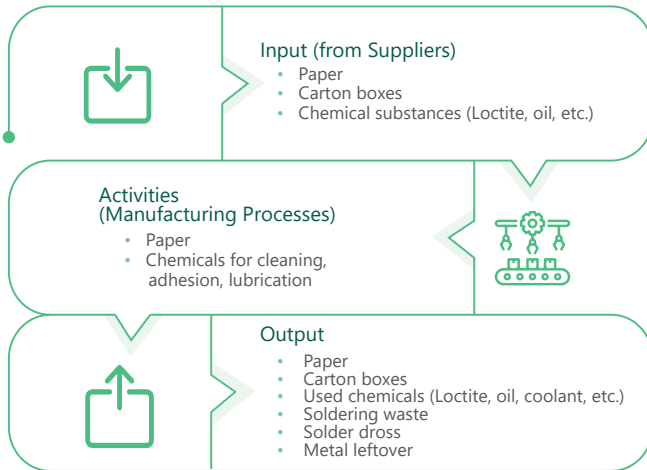 Input (from Suppliers)
• Paper
• Carton boxes
• Chemical substances (Loctite, oil, etc.)
Activities
(Manufacturing Processes)
• Paper
• Chemicals for cleaning,
adhesion, lubrication
Output
• Paper
• Carton boxes
• Used chemicals (Loctite, oil, coolant, etc.)
• Soldering waste
• Solder dross
• Metal leftover